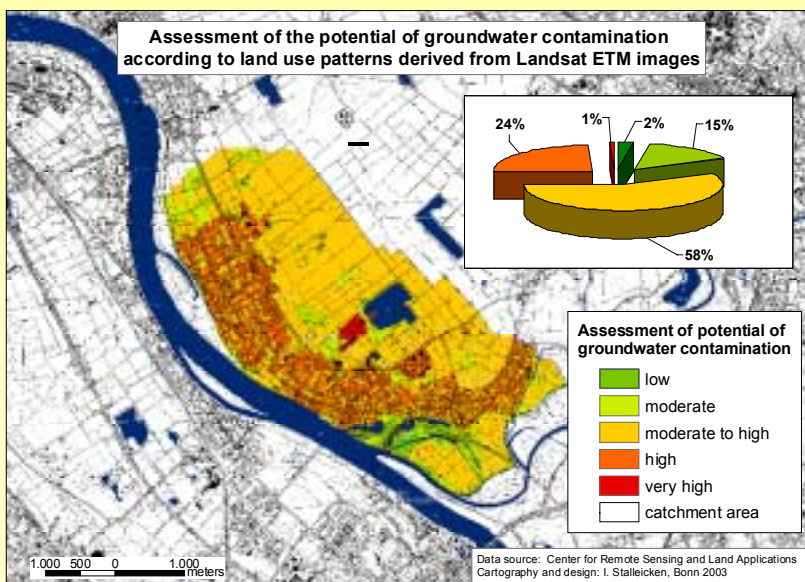 Assessment of the potential of groundwater contamination
according to land use patterns derived from Landsat ETM images
24%
1%
2%
15%
58%
Assessment of potential of
groundwater contamination
low
moderate
moderate to high
high
very high
catchment area
1.000 500 0 1.000
meters
Data source: Center for Remote Sensing and Land Applications
Cartography and design: I. Stalleicken, Bonn 2003